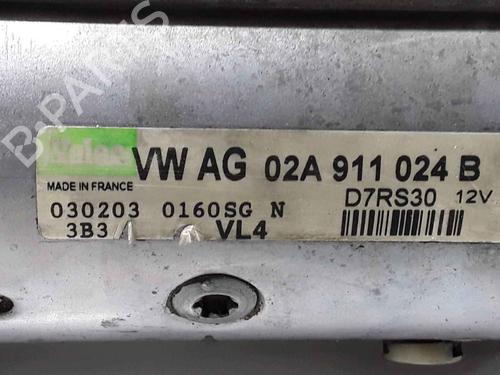 B-PARTS
Valeo VW AG 02A 911 024 B
MADE IN FRANCE D7RS30 12V
030203 0160SG N
3B3 VL4